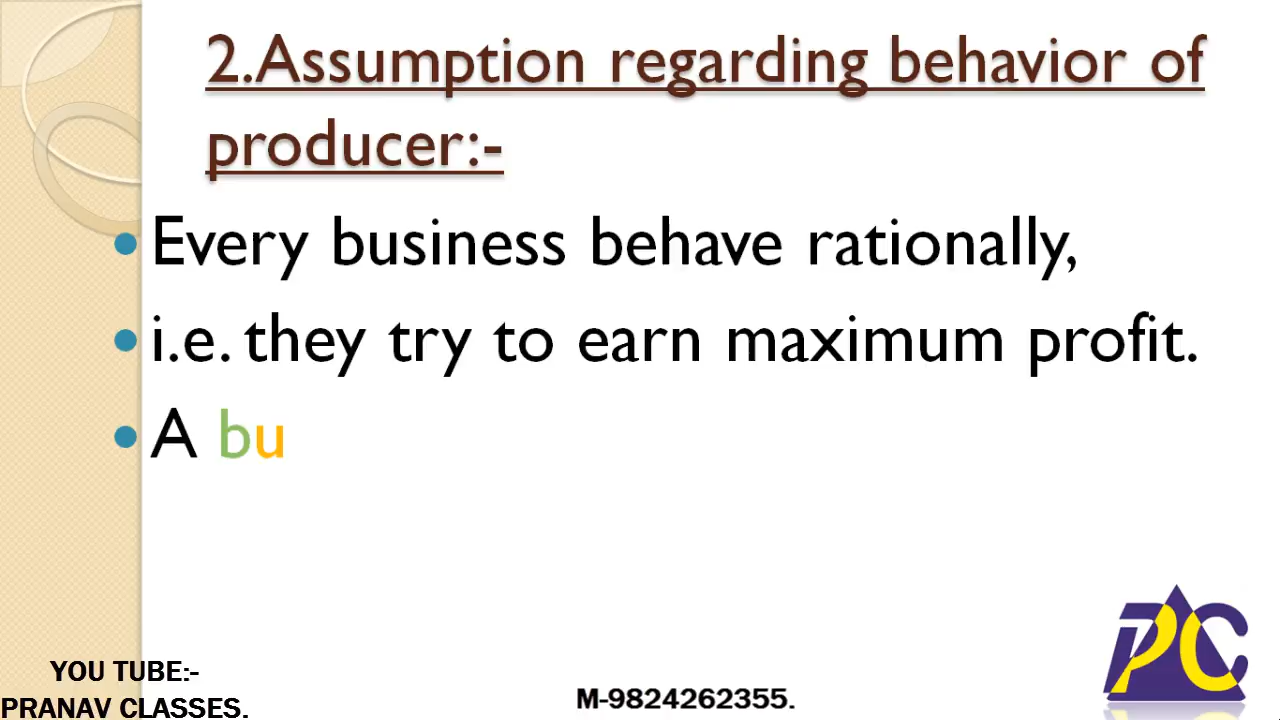 2.Assumption regarding behavior of
producer:-
Every business behave rationally,
i.e. they try to earn maximum profit.
A bu
PC
YOU TUBE:-
PRANAV CLASSES.
M-9824262355.